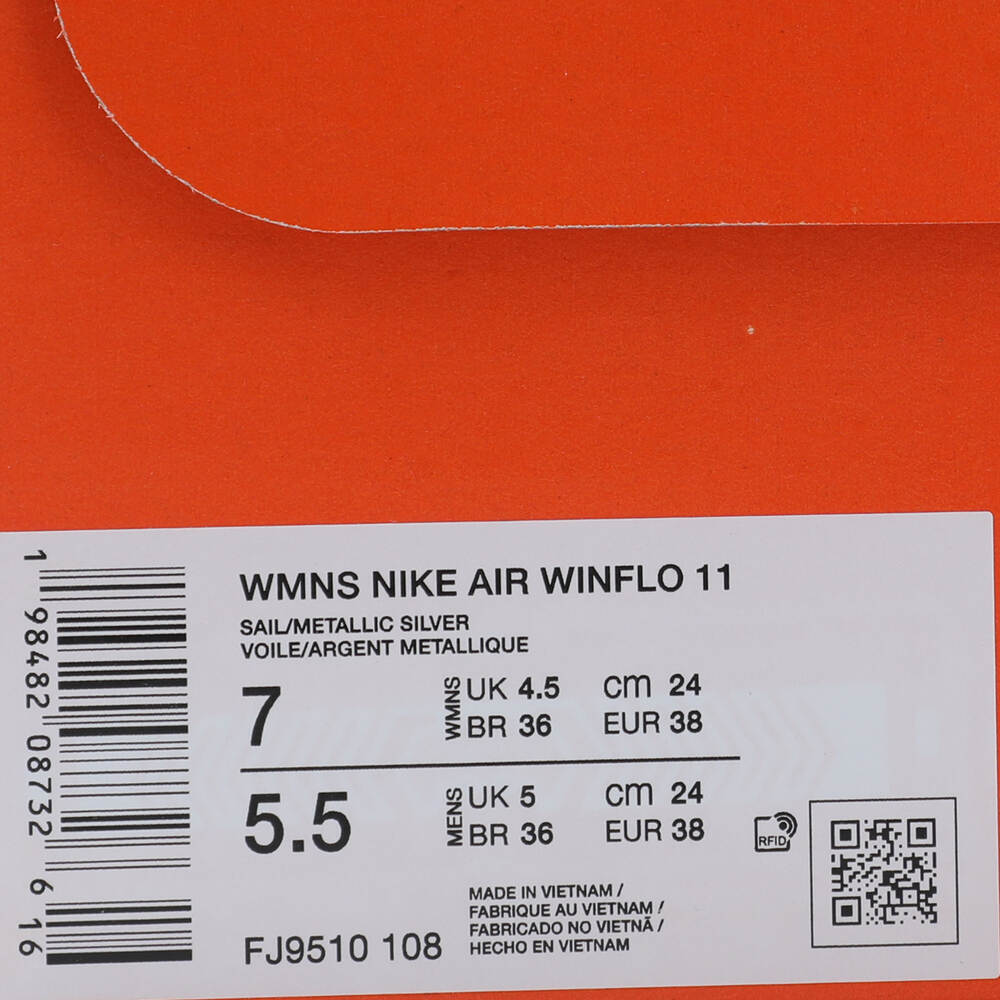 WMNS NIKE AIR WINFLO 11
SAIL/METALLIC SILVER
VOILE/ARGENT METALLIQUE
7
WMNS
UK 4.5 cm 24
BR 36 EUR 38
5.5
MENS
UK 5 cm 24
BR 36 EUR 38
RFID
MADE IN VIETNAM /
FABRIQUE AU VIETNAM /
FABRICADO NO VIETNÃ /
HECHO EN VIETNAM
FJ9510 108
1 98482 08732 6 16